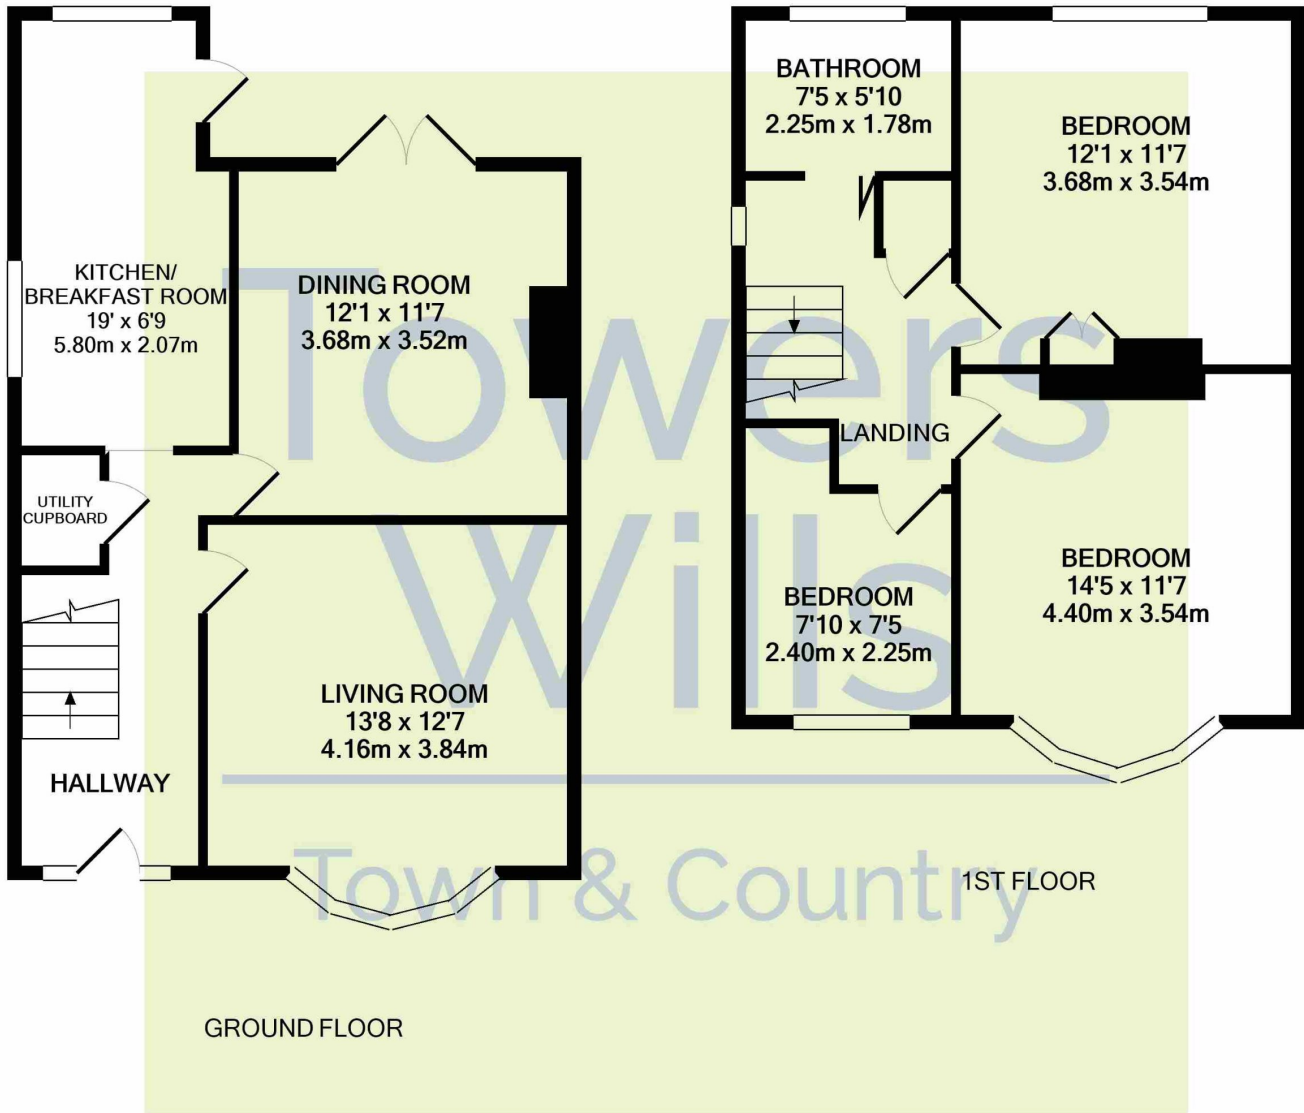 KITCHEN/
BREAKFAST ROOM
19' x 6'9
5.80m x 2.07m
DINING ROOM
12'1 x 11'7
3.68m x 3.52m
UTILITY
CUPBOARD
LIVING ROOM
13'8 x 12'7
4.16m x 3.84m
HALLWAY
GROUND FLOOR
BATHROOM
7'5 x 5'10
2.25m x 1.78m
BEDROOM
12'1 x 11'7
3.68m x 3.54m
LANDING
BEDROOM
7'10 x 7'5
2.40m x 2.25m
BEDROOM
14'5 x 11'7
4.40m x 3.54m
1ST FLOOR
Towers
Wills
Town & Country